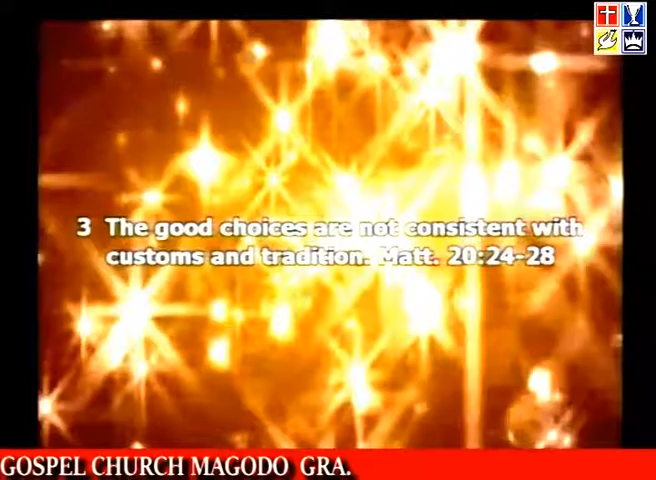 3 The good choices are not consistent with
customs and tradition. Matt. 20:24-28
GOSPEL CHURCH MAGODO GRA.